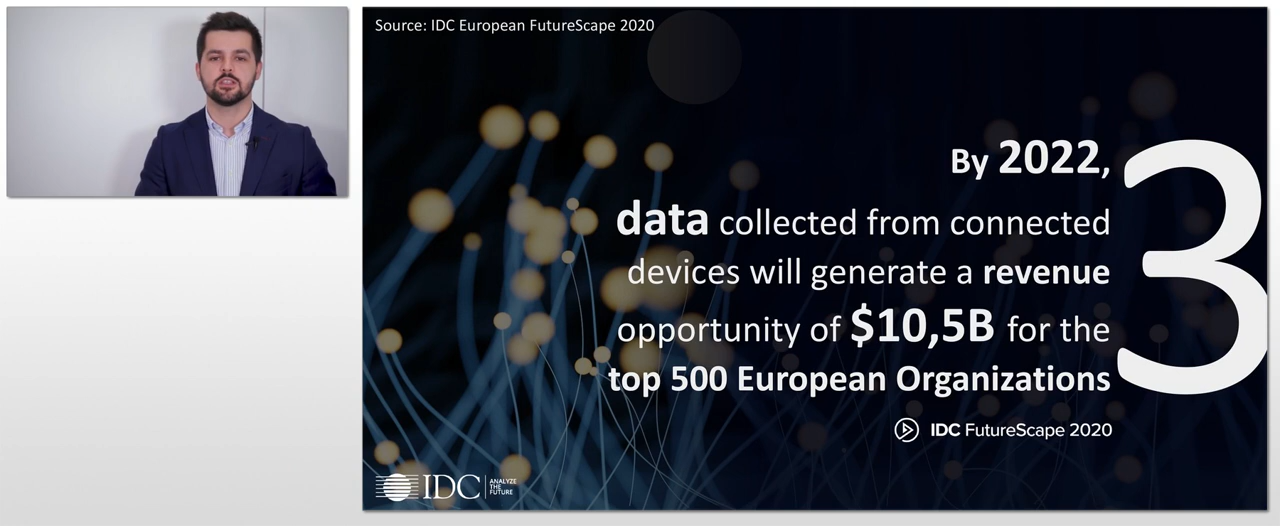 Source: IDC European FutureScape 2020
By 2022,
data collected from connected
devices will generate a revenue
opportunity of $10,5B for the
top 500 European Organizations
3
IDC FutureScape 2020
IDC
ANALYZE
THE
FUTURE